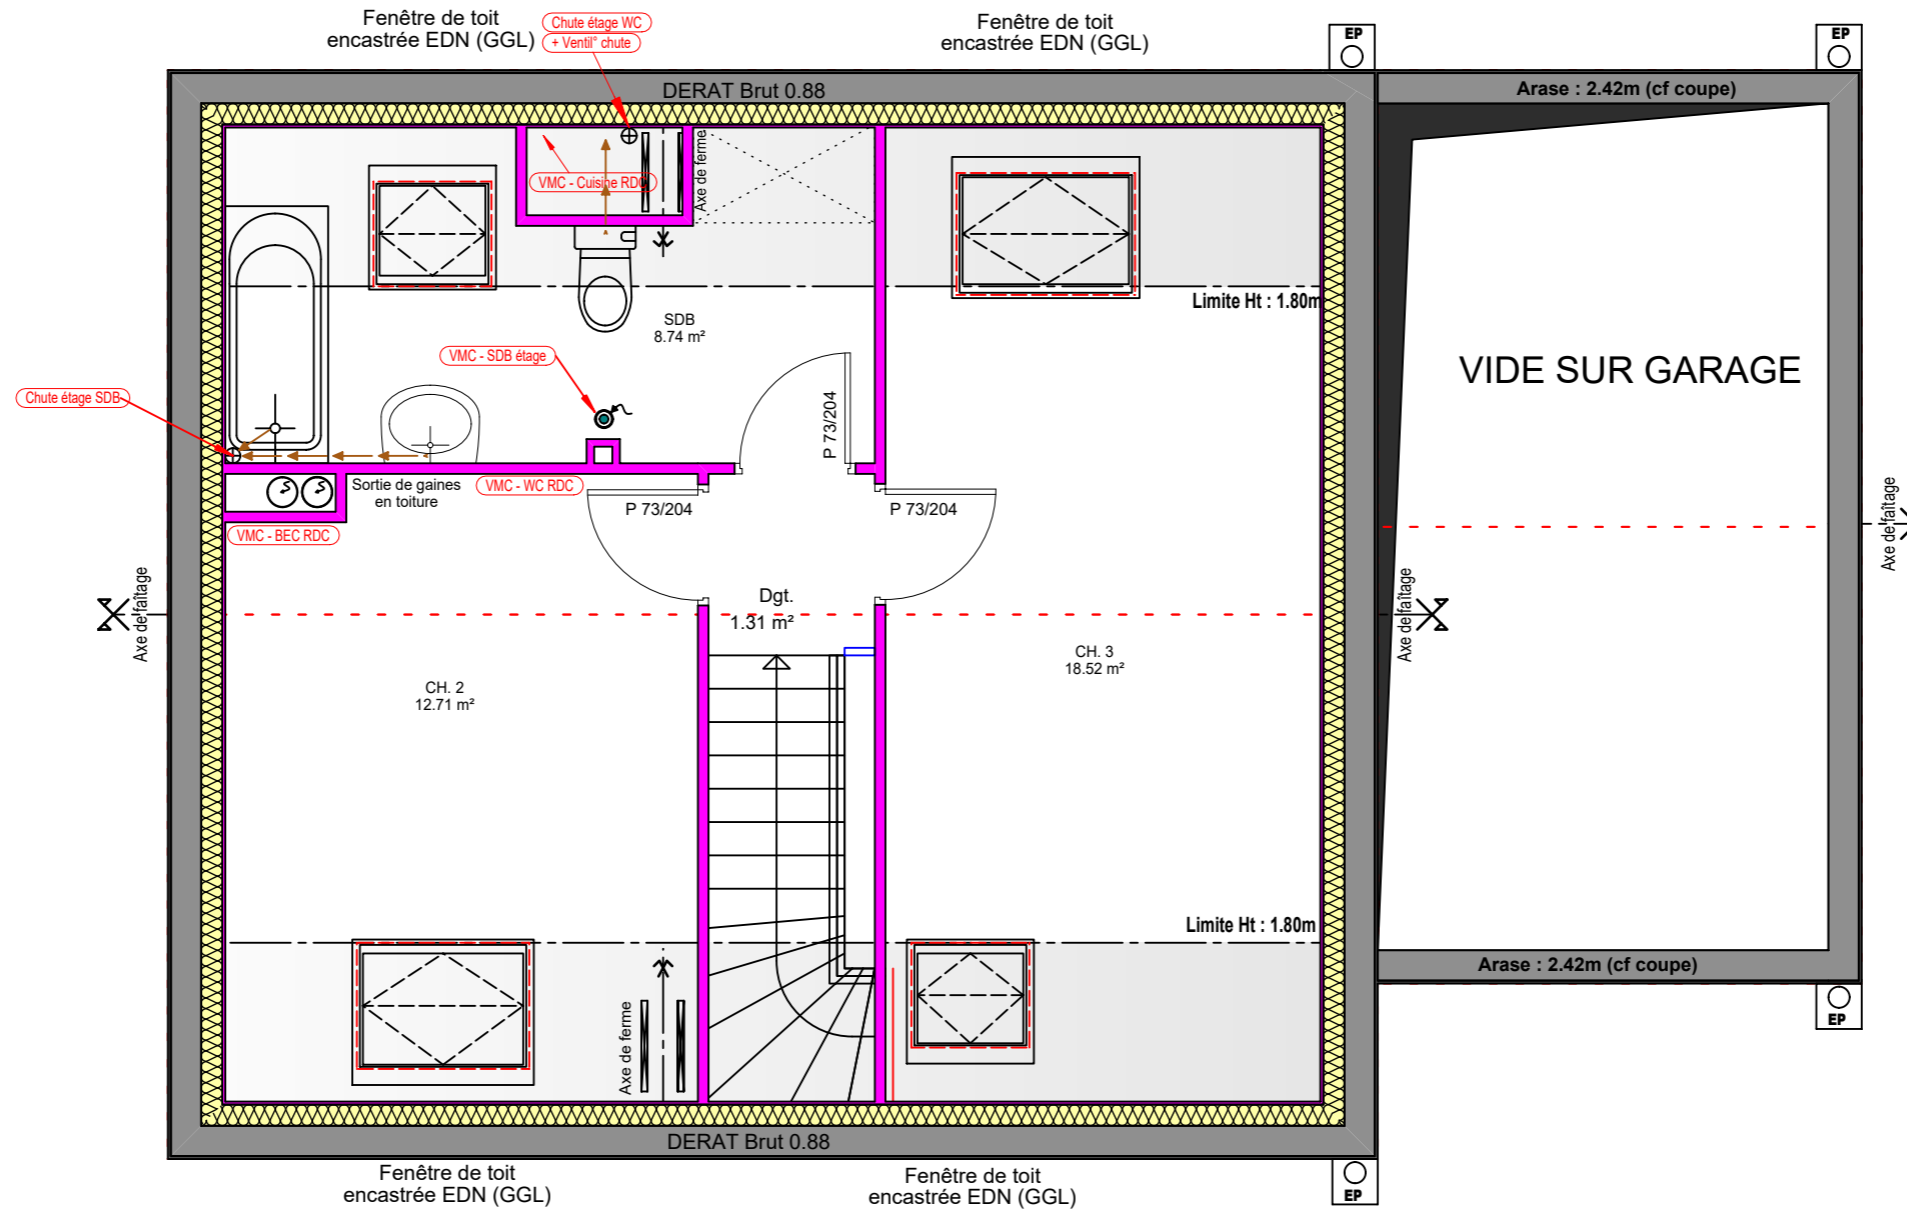 Fenêtre de toit
encastrée EDN (GGL)
Chute étage WC
+ Ventil° chute
Fenêtre de toit
encastrée EDN (GGL)
EP
EP
DERAT Brut 0.88
Arase : 2.42m (cf coupe)
Axe de ferme
VMC - Cuisine RDC
Limite Ht : 1.80m
SDB
8.74 m²
VMC - SDB étage
VIDE SUR GARAGE
Chute étage SDB
P 73/204
Sortie de gaines
en toiture
VMC - WC RDC
P 73/204
P 73/204
VMC - BEC RDC
Axe de faîtage
Axe de faîtage
Axe de faîtage
Dgt.
1.31 m²
CH. 3
18.52 m²
CH. 2
12.71 m²
Limite Ht : 1.80m
Arase : 2.42m (cf coupe)
Axe de ferme
EP
DERAT Brut 0.88
Fenêtre de toit
encastrée EDN (GGL)
Fenêtre de toit
encastrée EDN (GGL)
EP